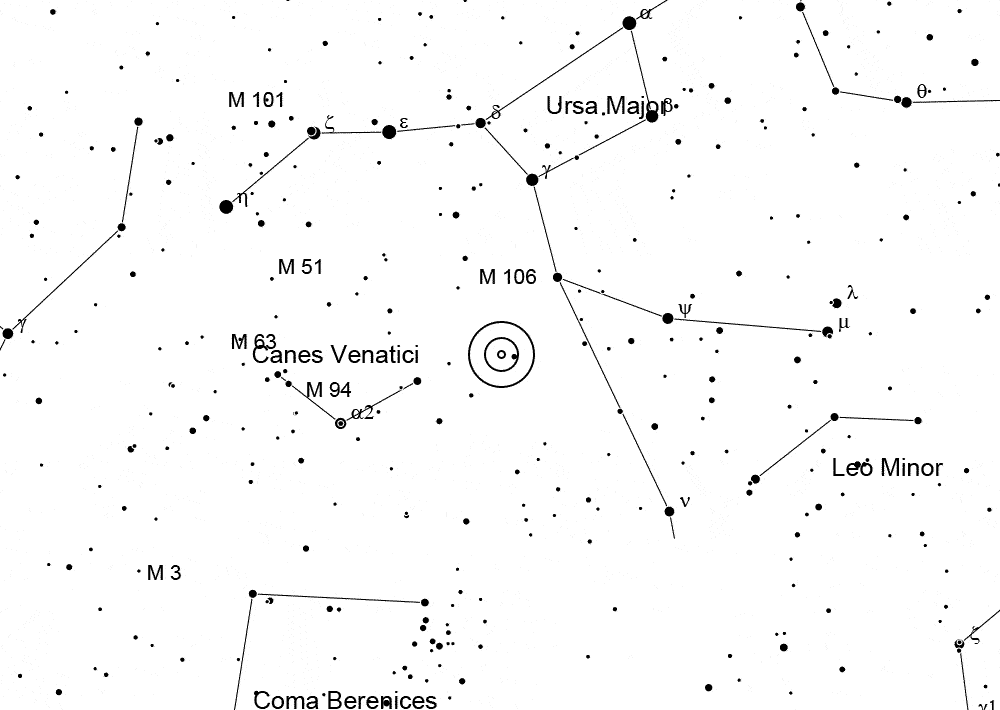 α
θ
M 101
Ursa Major
β
ζ
ε
δ
γ
η
M 51
M 106
λ
ψ
μ
γ
M 63
Canes Venatici
M 94
α2
Leo Minor
ν
M 3
ζ
Coma Berenices
γ1